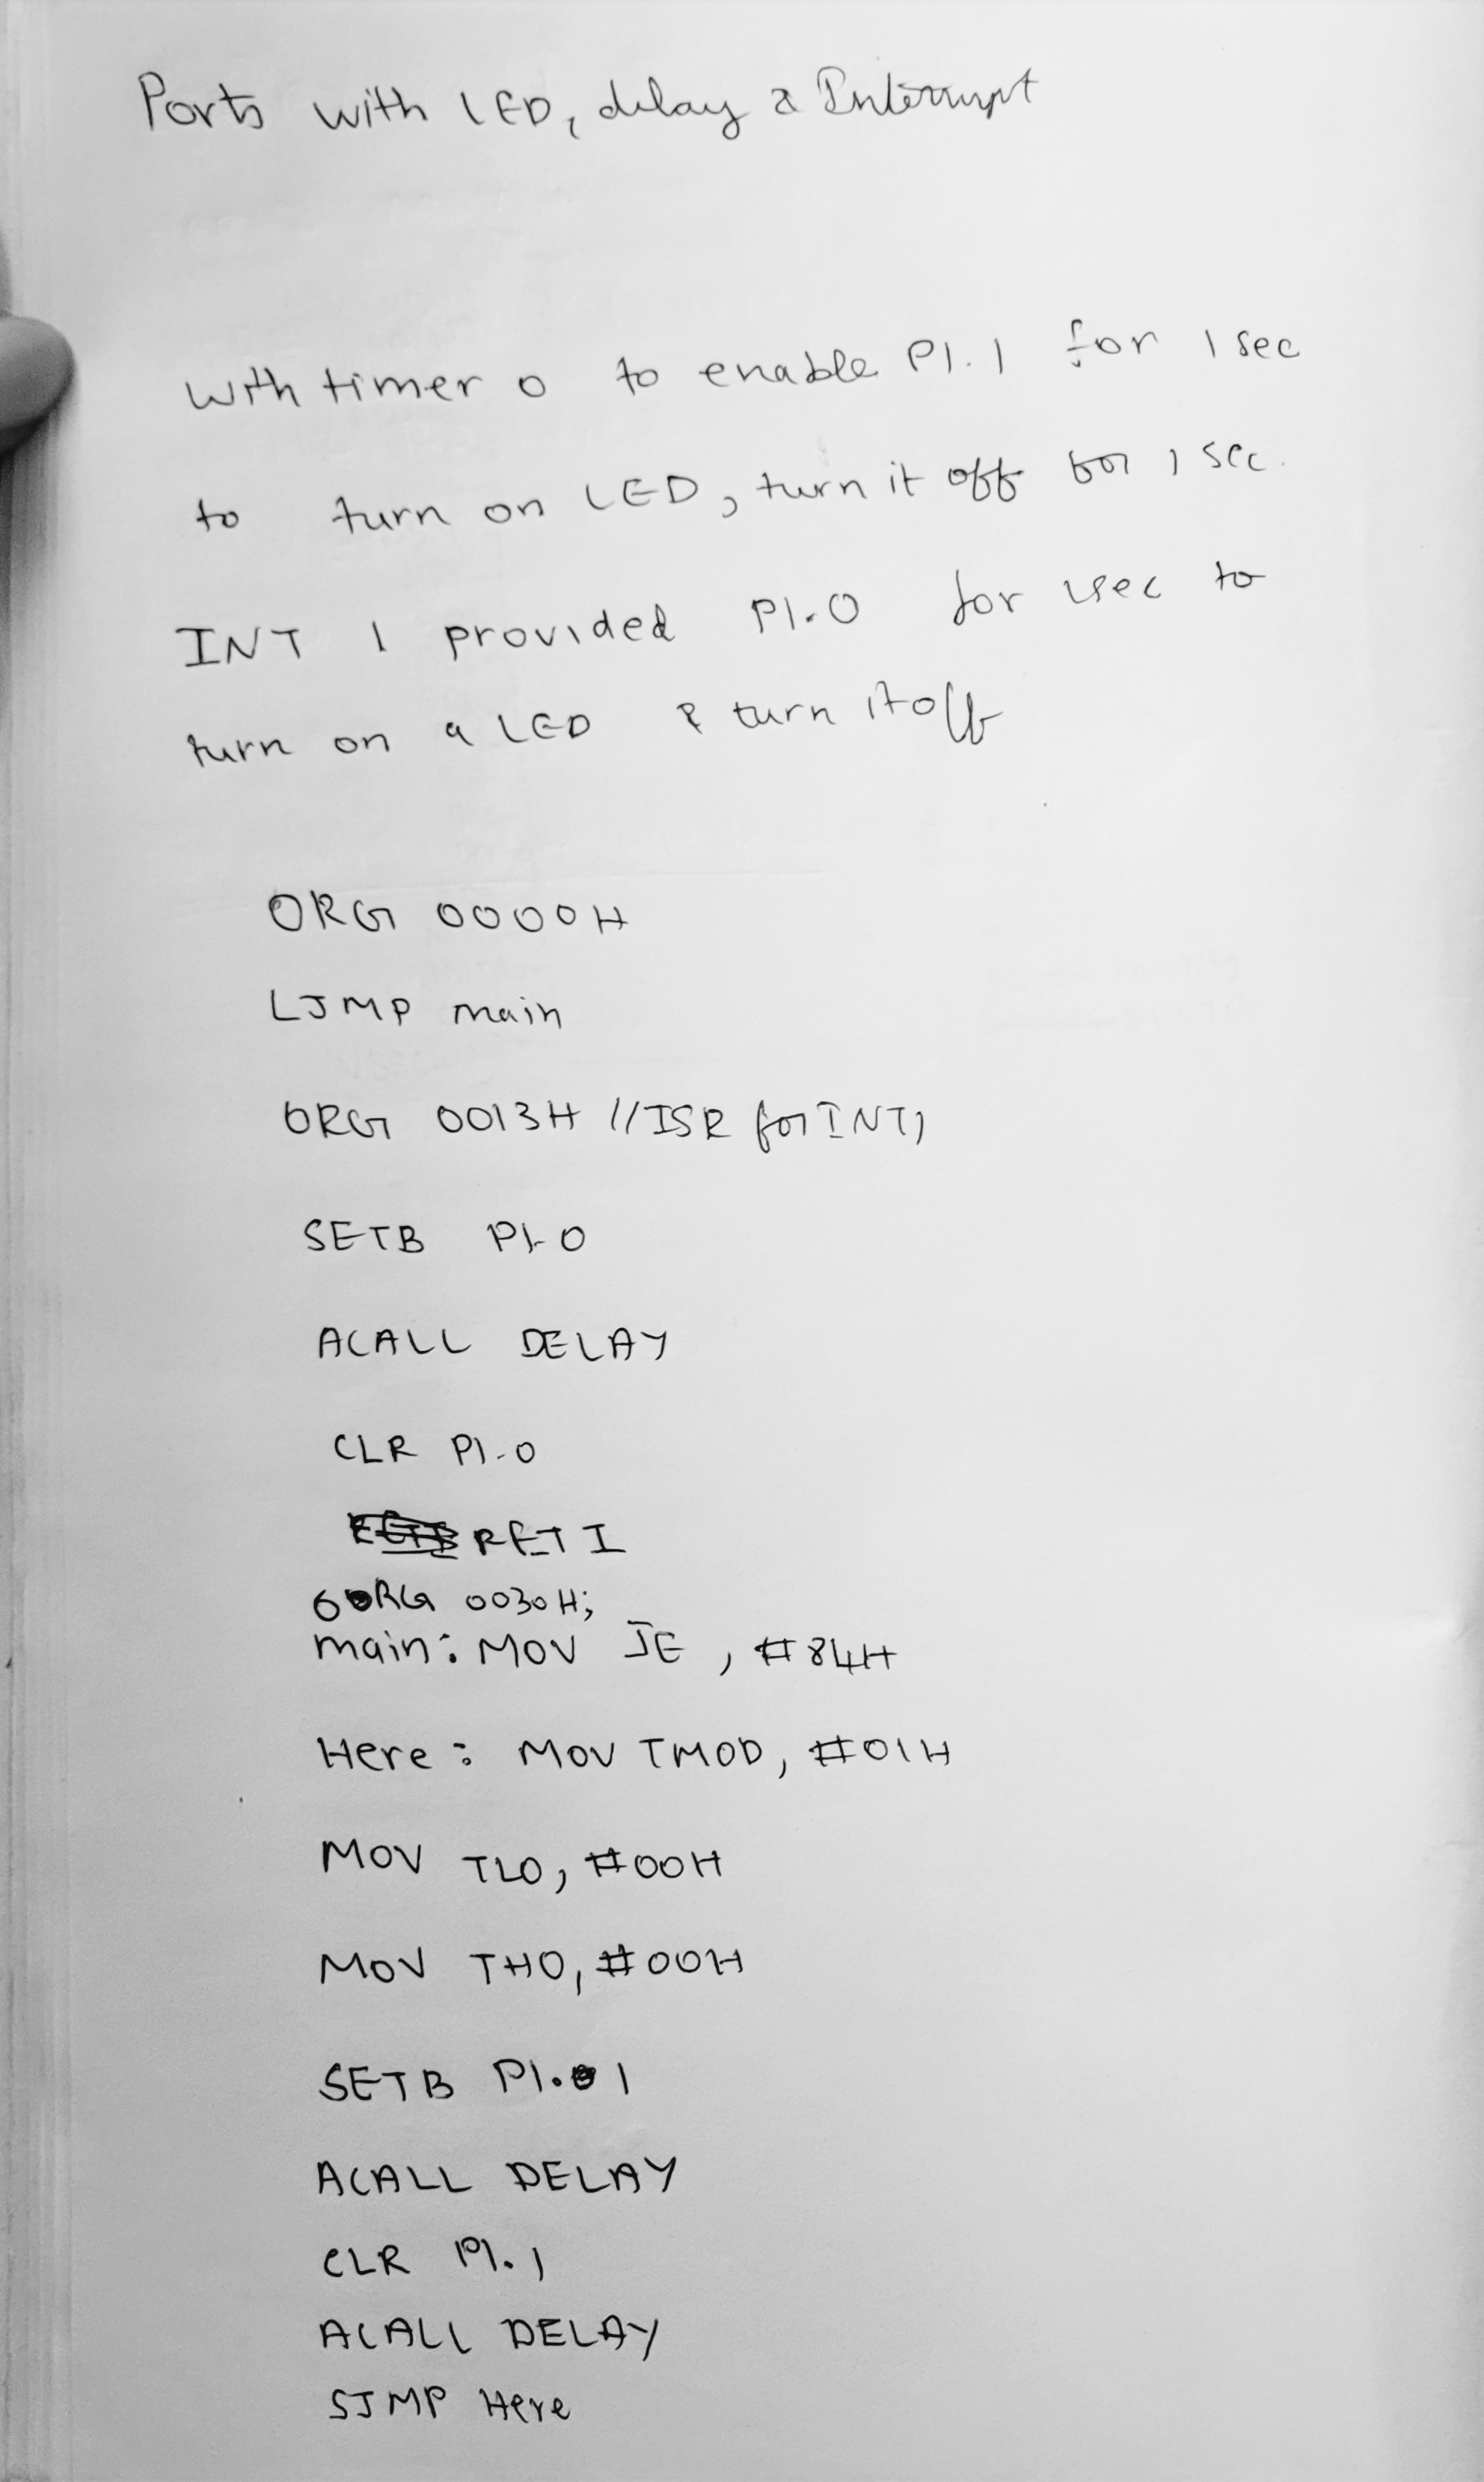 Ports with LED, delay & Interrupt
With timer 0 to enable P1.1 for 1 sec
to turn on LED, turn it off for 1 sec.
INT 1 provided P1.0 for 1sec to
turn on a LED & turn it off
ORG 0000H
LJMP main
ORG 0013H //ISR for INT1
SETB P1.0
ACALL DELAY
CLR P1.0
RETI
ORG 0030H;
main: MOV IE, #84H
Here: MOV TMOD, #01H
MOV TL0, #00H
MOV TH0, #00H
SETB P1.1
ACALL DELAY
CLR P1.1
ACALL DELAY
SJMP Here